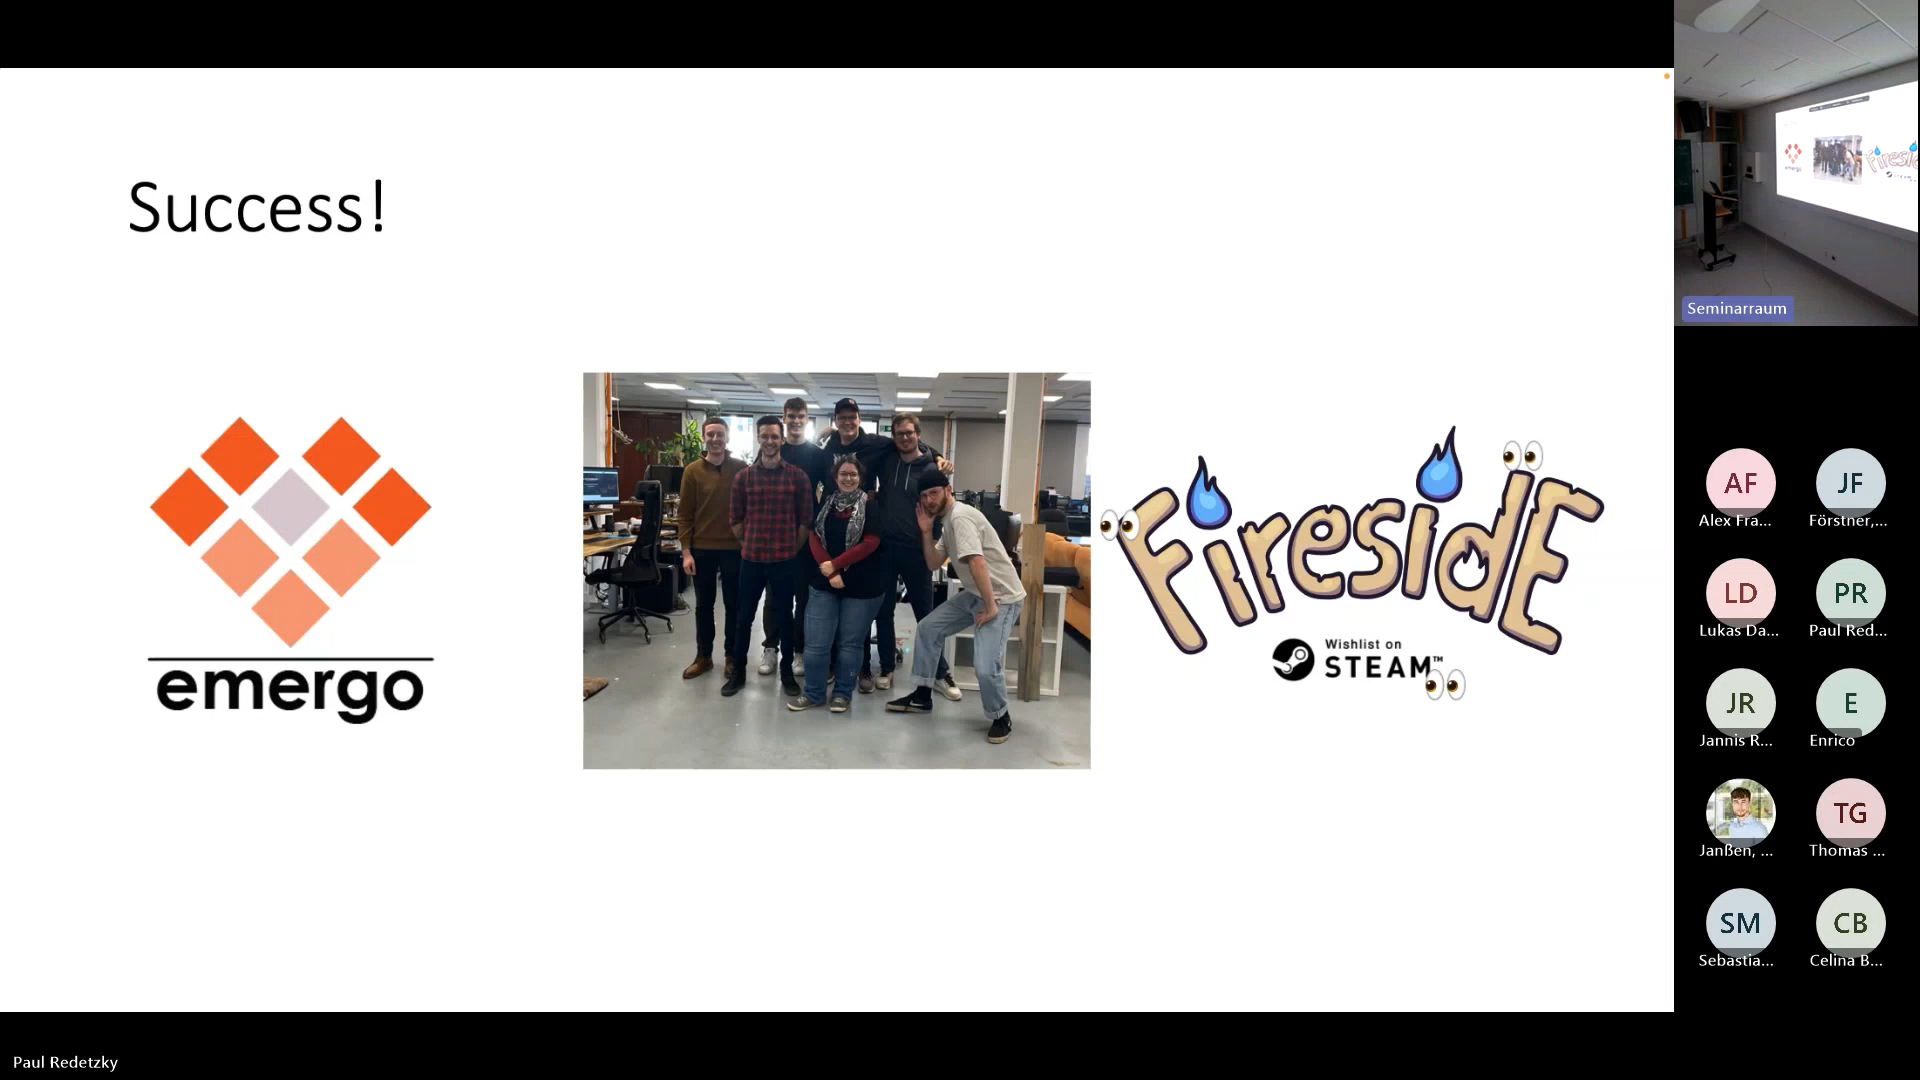 Success!
emergo
FiresidE
Wishlist on
STEAM™
Seminarraum
AF
Alex Fra...
JF
Förstner,...
LD
Lukas Da...
PR
Paul Red...
JR
Jannis R...
E
Enrico
Janßen, ...
TG
Thomas ...
SM
Sebastia...
CB
Celina B...
Paul Redetzky